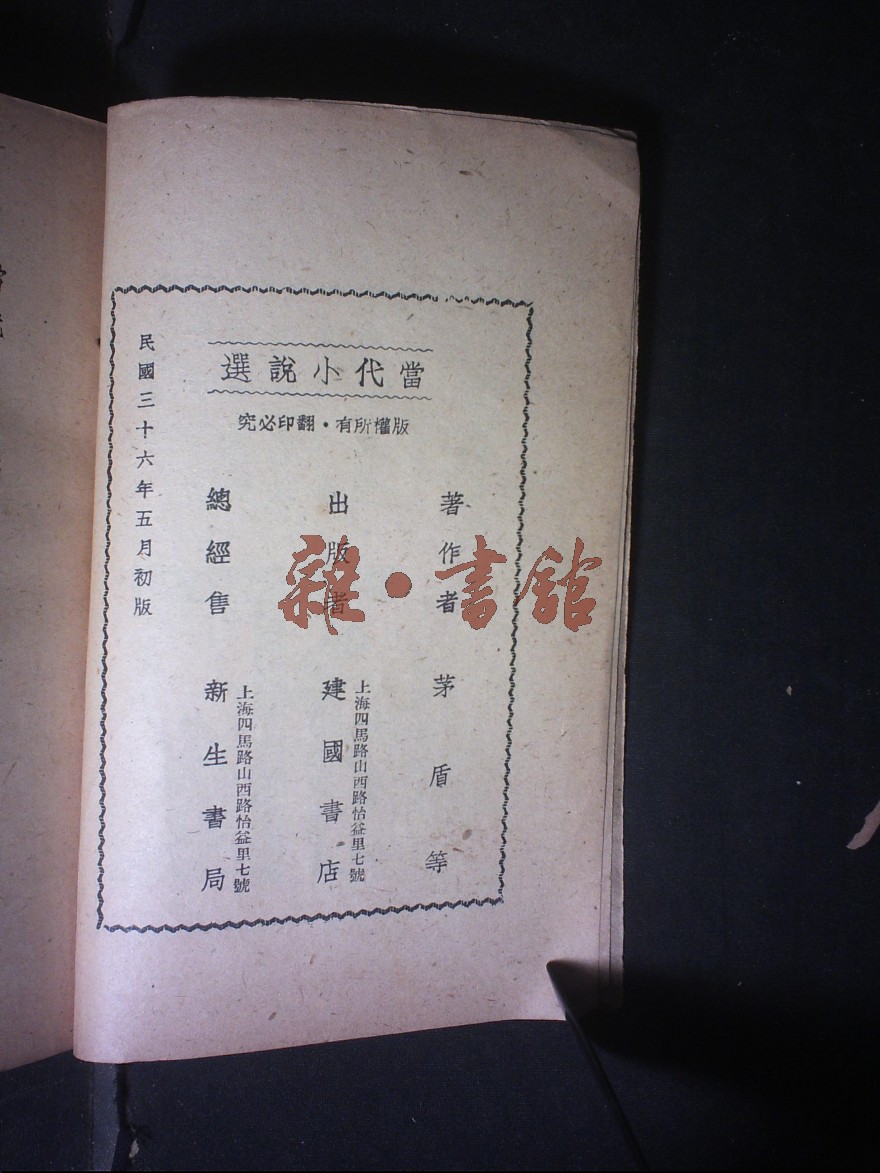 當代小說選
版權所有・翻印必究
著作者 茅盾等
出版者 建國書店
上海四馬路山西路怡益里七號
總經售 新生書局
上海四馬路山西路怡益里七號
民國三十六年五月初版
雜·書館